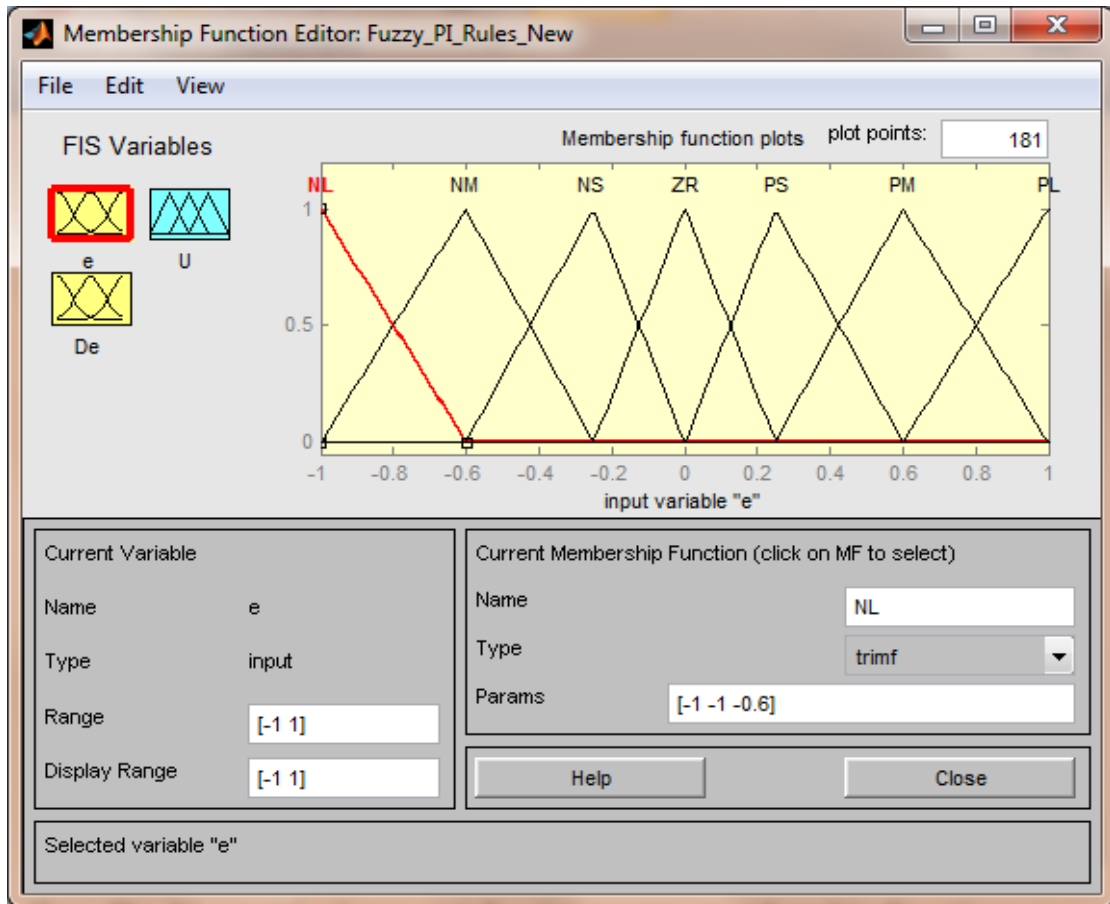 Membership Function Editor: Fuzzy_PI_Rules_New
File Edit View
FIS Variables
e
U
De
Membership function plots
plot points:
181
NL NM NS ZR PS PM PL
1
0.5
0
-1 -0.8 -0.6 -0.4 -0.2 0 0.2 0.4 0.6 0.8 1
input variable "e"
Current Variable
Name e
Type input
Range [-1 1]
Display Range [-1 1]
Current Membership Function (click on MF to select)
Name NL
Type trimf
Params [-1 -1 -0.6]
Help Close
Selected variable "e"